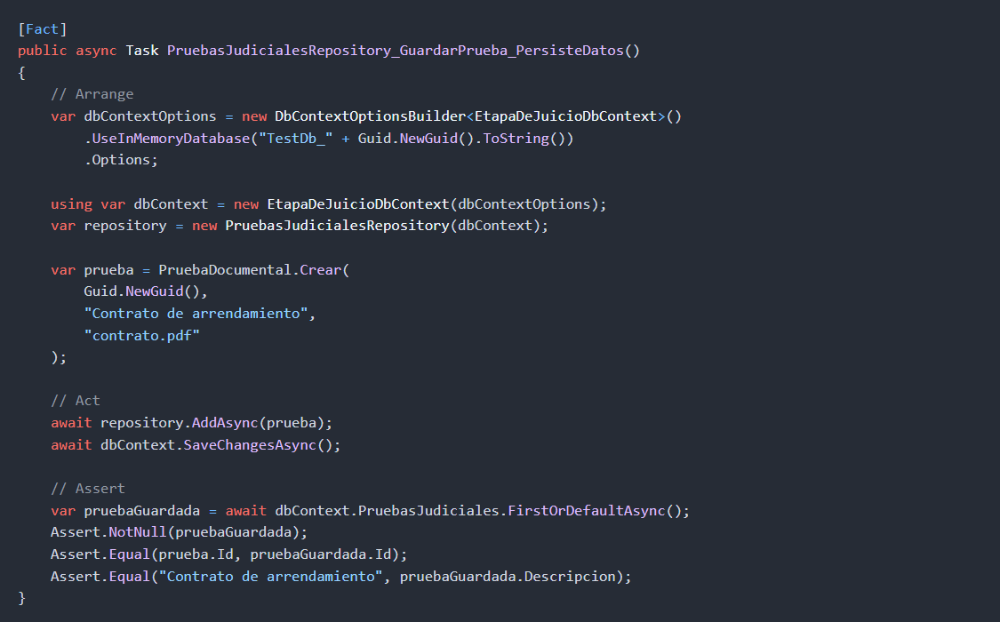 [Fact]
public async Task PruebasJudicialesRepository_GuardarPrueba_PersisteDatos()
{
    // Arrange
    var dbContextOptions = new DbContextOptionsBuilder<EtapaDeJuicioDbContext>()
        .UseInMemoryDatabase("TestDb_" + Guid.NewGuid().ToString())
        .Options;

    using var dbContext = new EtapaDeJuicioDbContext(dbContextOptions);
    var repository = new PruebasJudicialesRepository(dbContext);

    var prueba = PruebaDocumental.Crear(
        Guid.NewGuid(),
        "Contrato de arrendamiento",
        "contrato.pdf"
    );

    // Act
    await repository.AddAsync(prueba);
    await dbContext.SaveChangesAsync();

    // Assert
    var pruebaGuardada = await dbContext.PruebasJudiciales.FirstOrDefaultAsync();
    Assert.NotNull(pruebaGuardada);
    Assert.Equal(prueba.Id, pruebaGuardada.Id);
    Assert.Equal("Contrato de arrendamiento", pruebaGuardada.Descripcion);
}